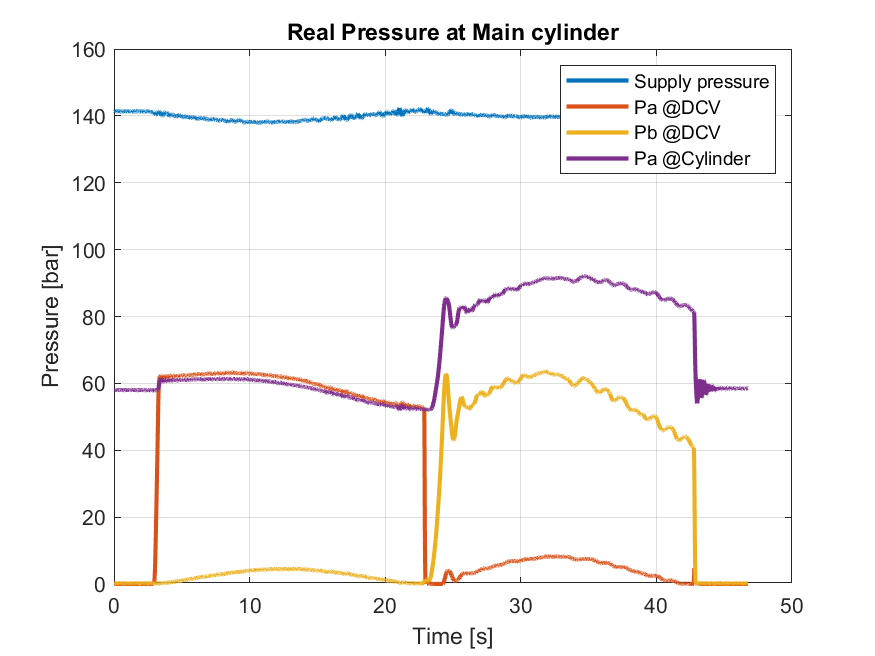 Real Pressure at Main cylinder
160
140
120
100
80
60
40
20
0
Pressure [bar]
Supply pressure
Pa @DCV
Pb @DCV
Pa @Cylinder
0 10 20 30 40 50
Time [s]